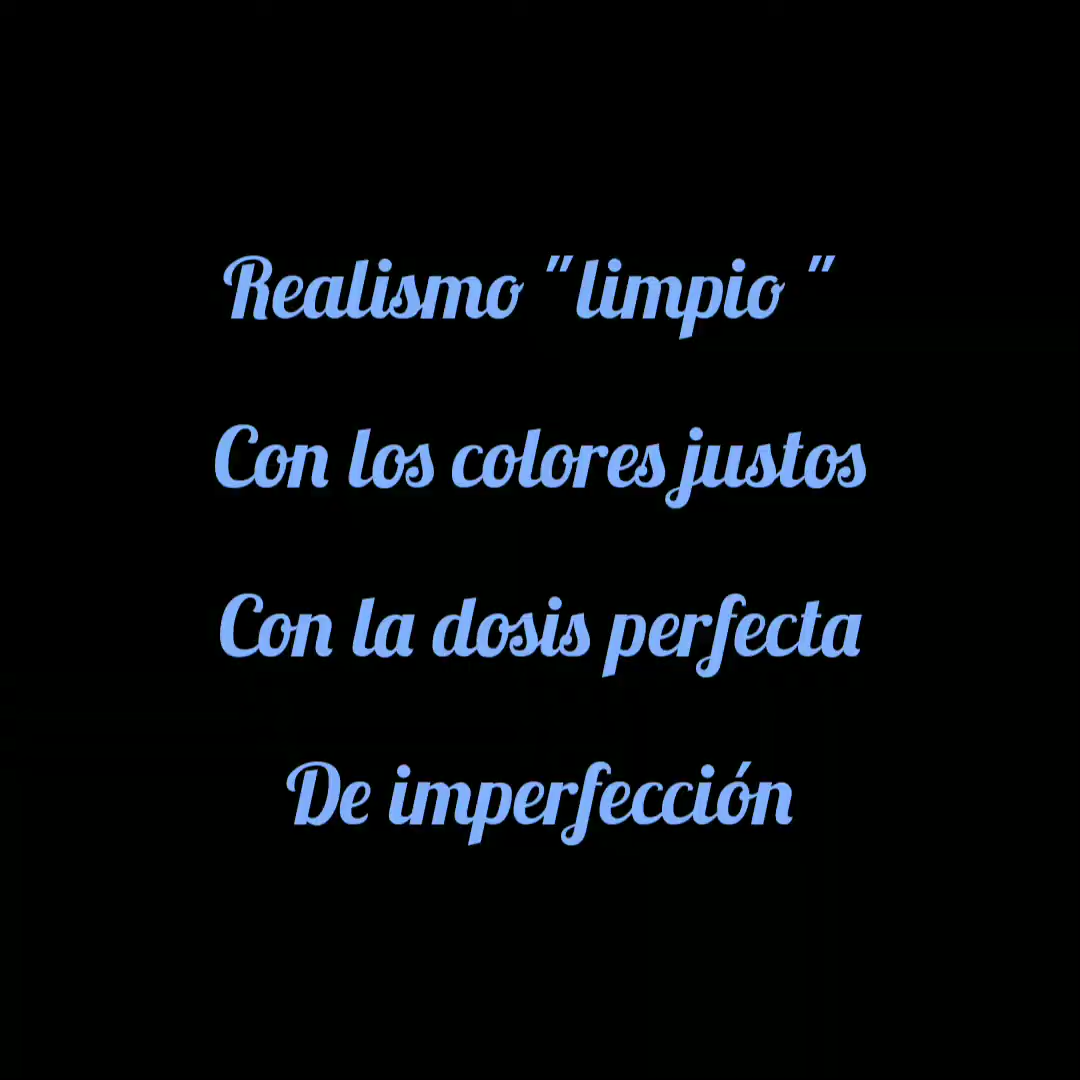 Realismo "limpio "
Con los colores justos
Con la dosis perfecta
De imperfección